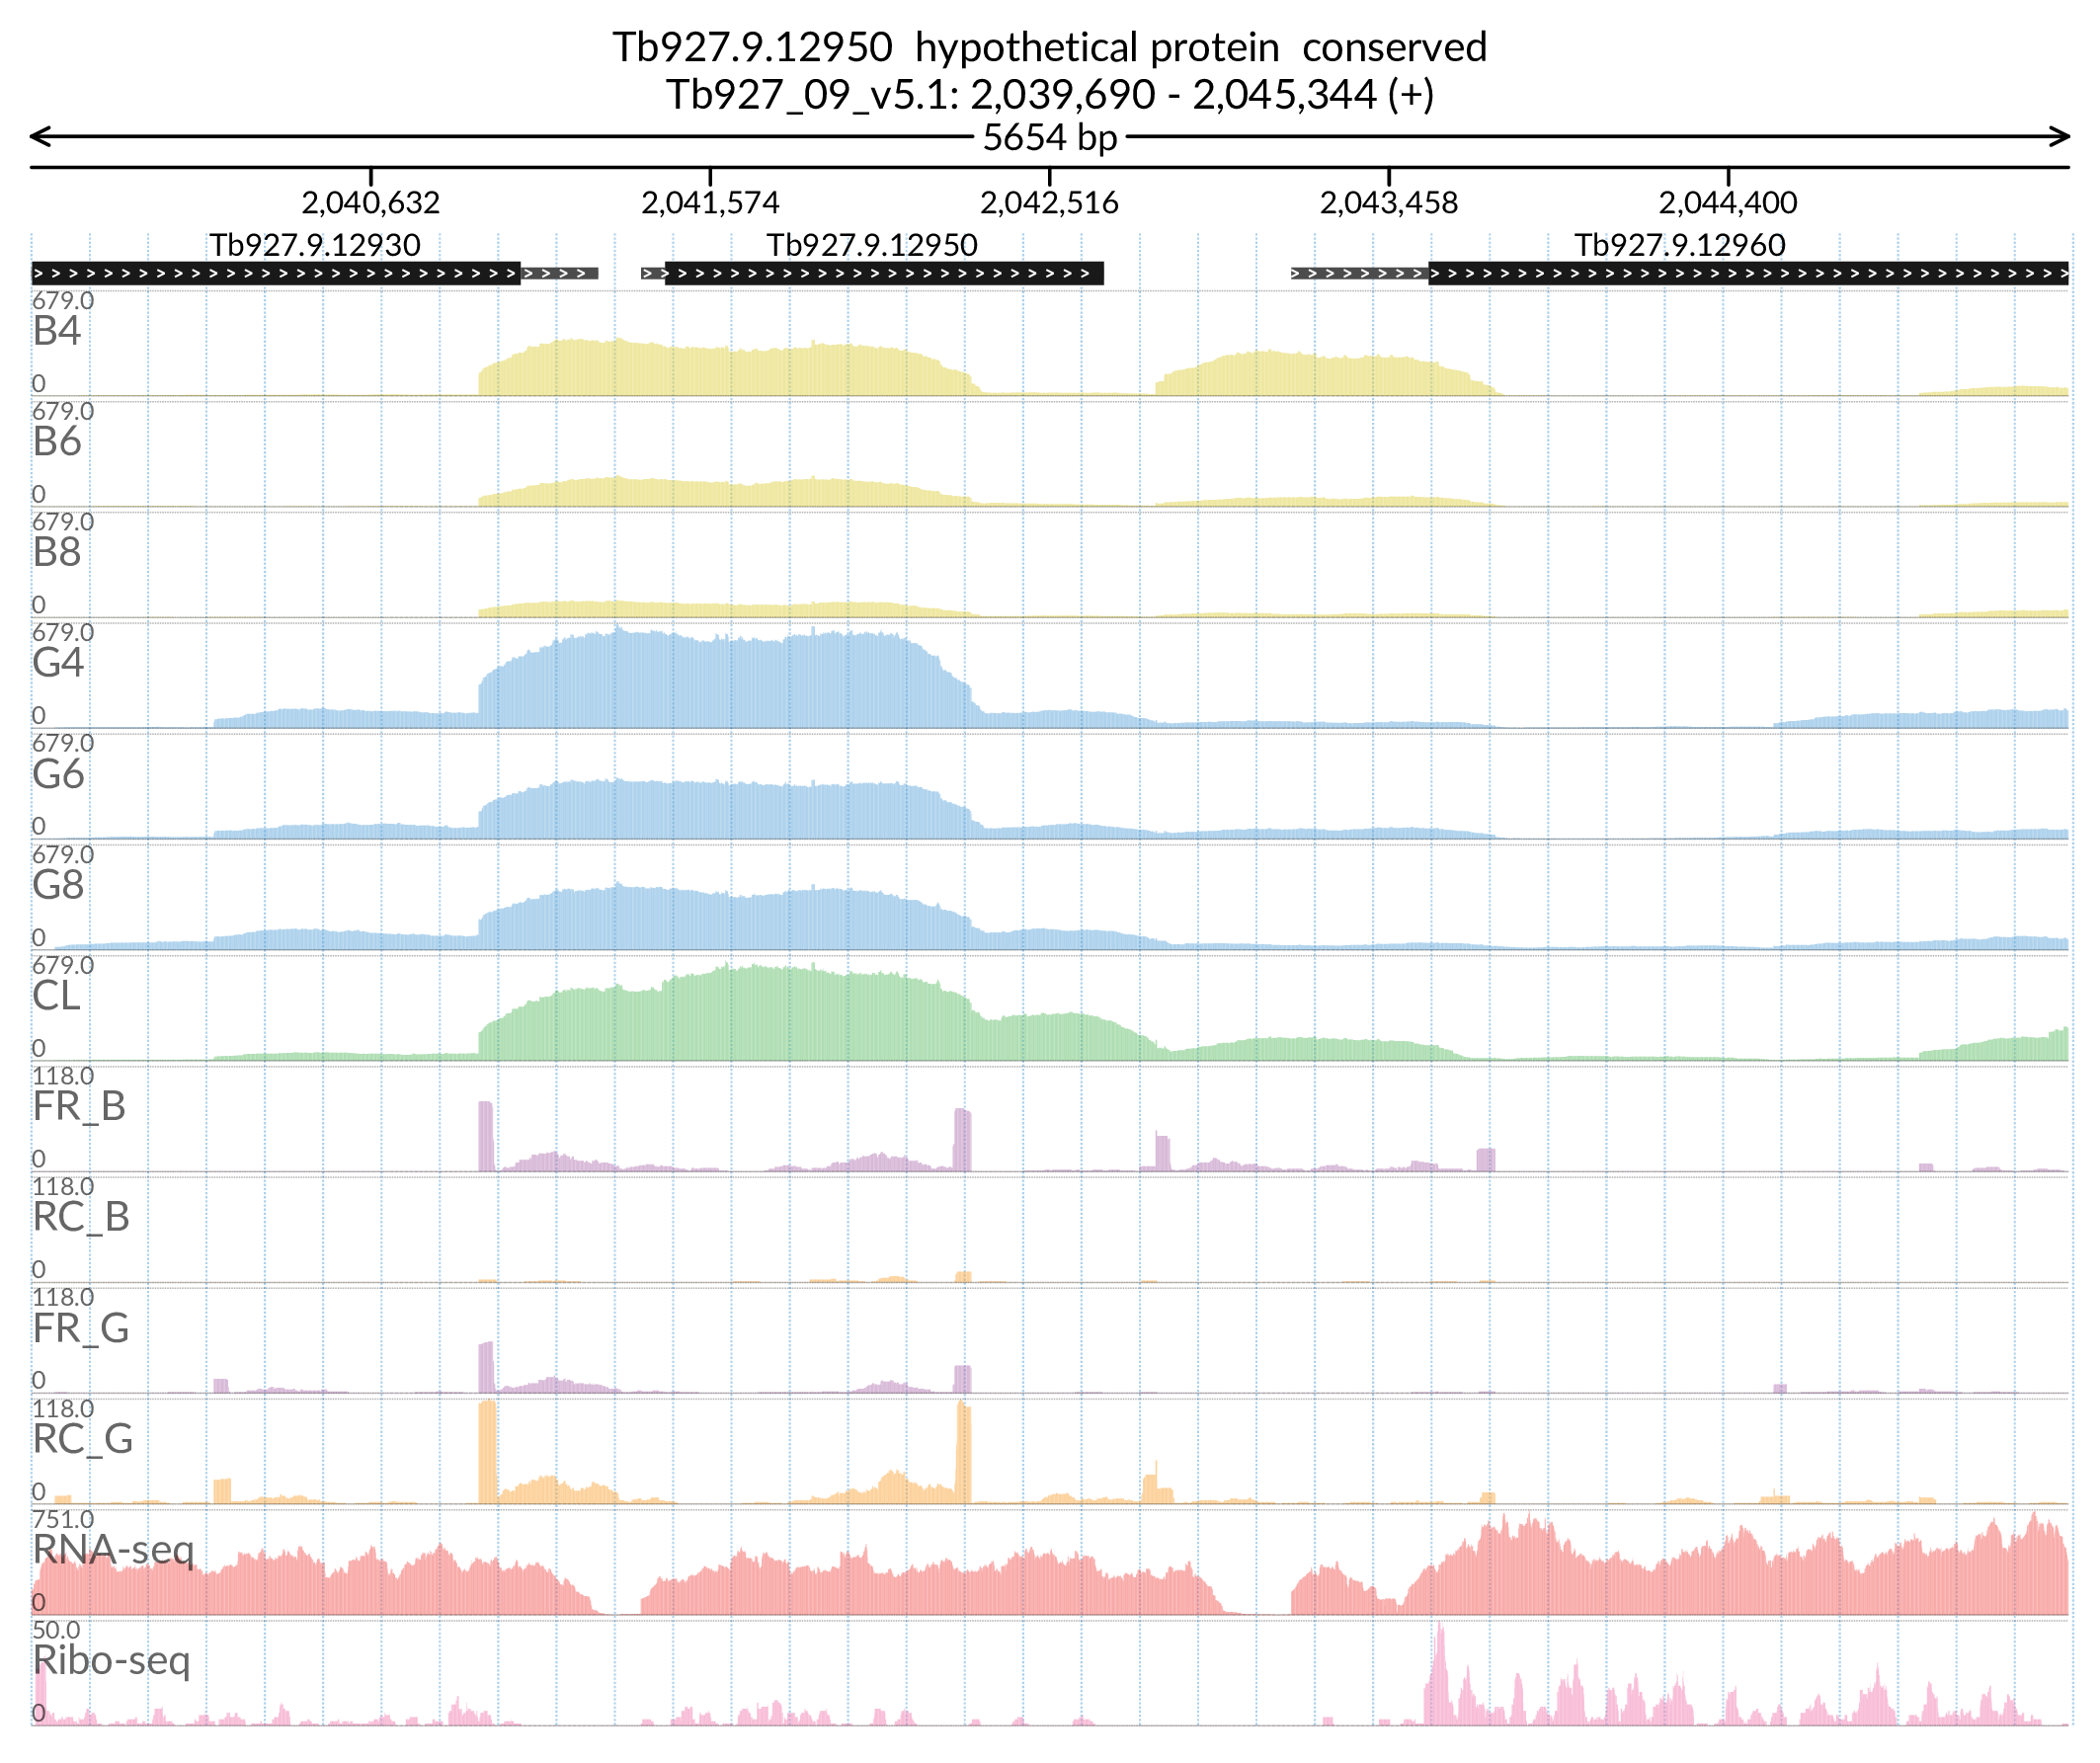 Tb927.9.12950 hypothetical protein conserved
Tb927_09_v5.1: 2,039,690 - 2,045,344 (+)
5654 bp
2,040,632 2,041,574 2,042,516 2,043,458 2,044,400
Tb927.9.12930 Tb927.9.12950 Tb927.9.12960
679.0
B4
0
679.0
B6
0
679.0
B8
0
679.0
G4
0
679.0
G6
0
679.0
G8
0
679.0
CL
0
118.0
FR_B
0
118.0
RC_B
0
118.0
FR_G
0
118.0
RC_G
0
751.0
RNA-seq
0
50.0
Ribo-seq
0